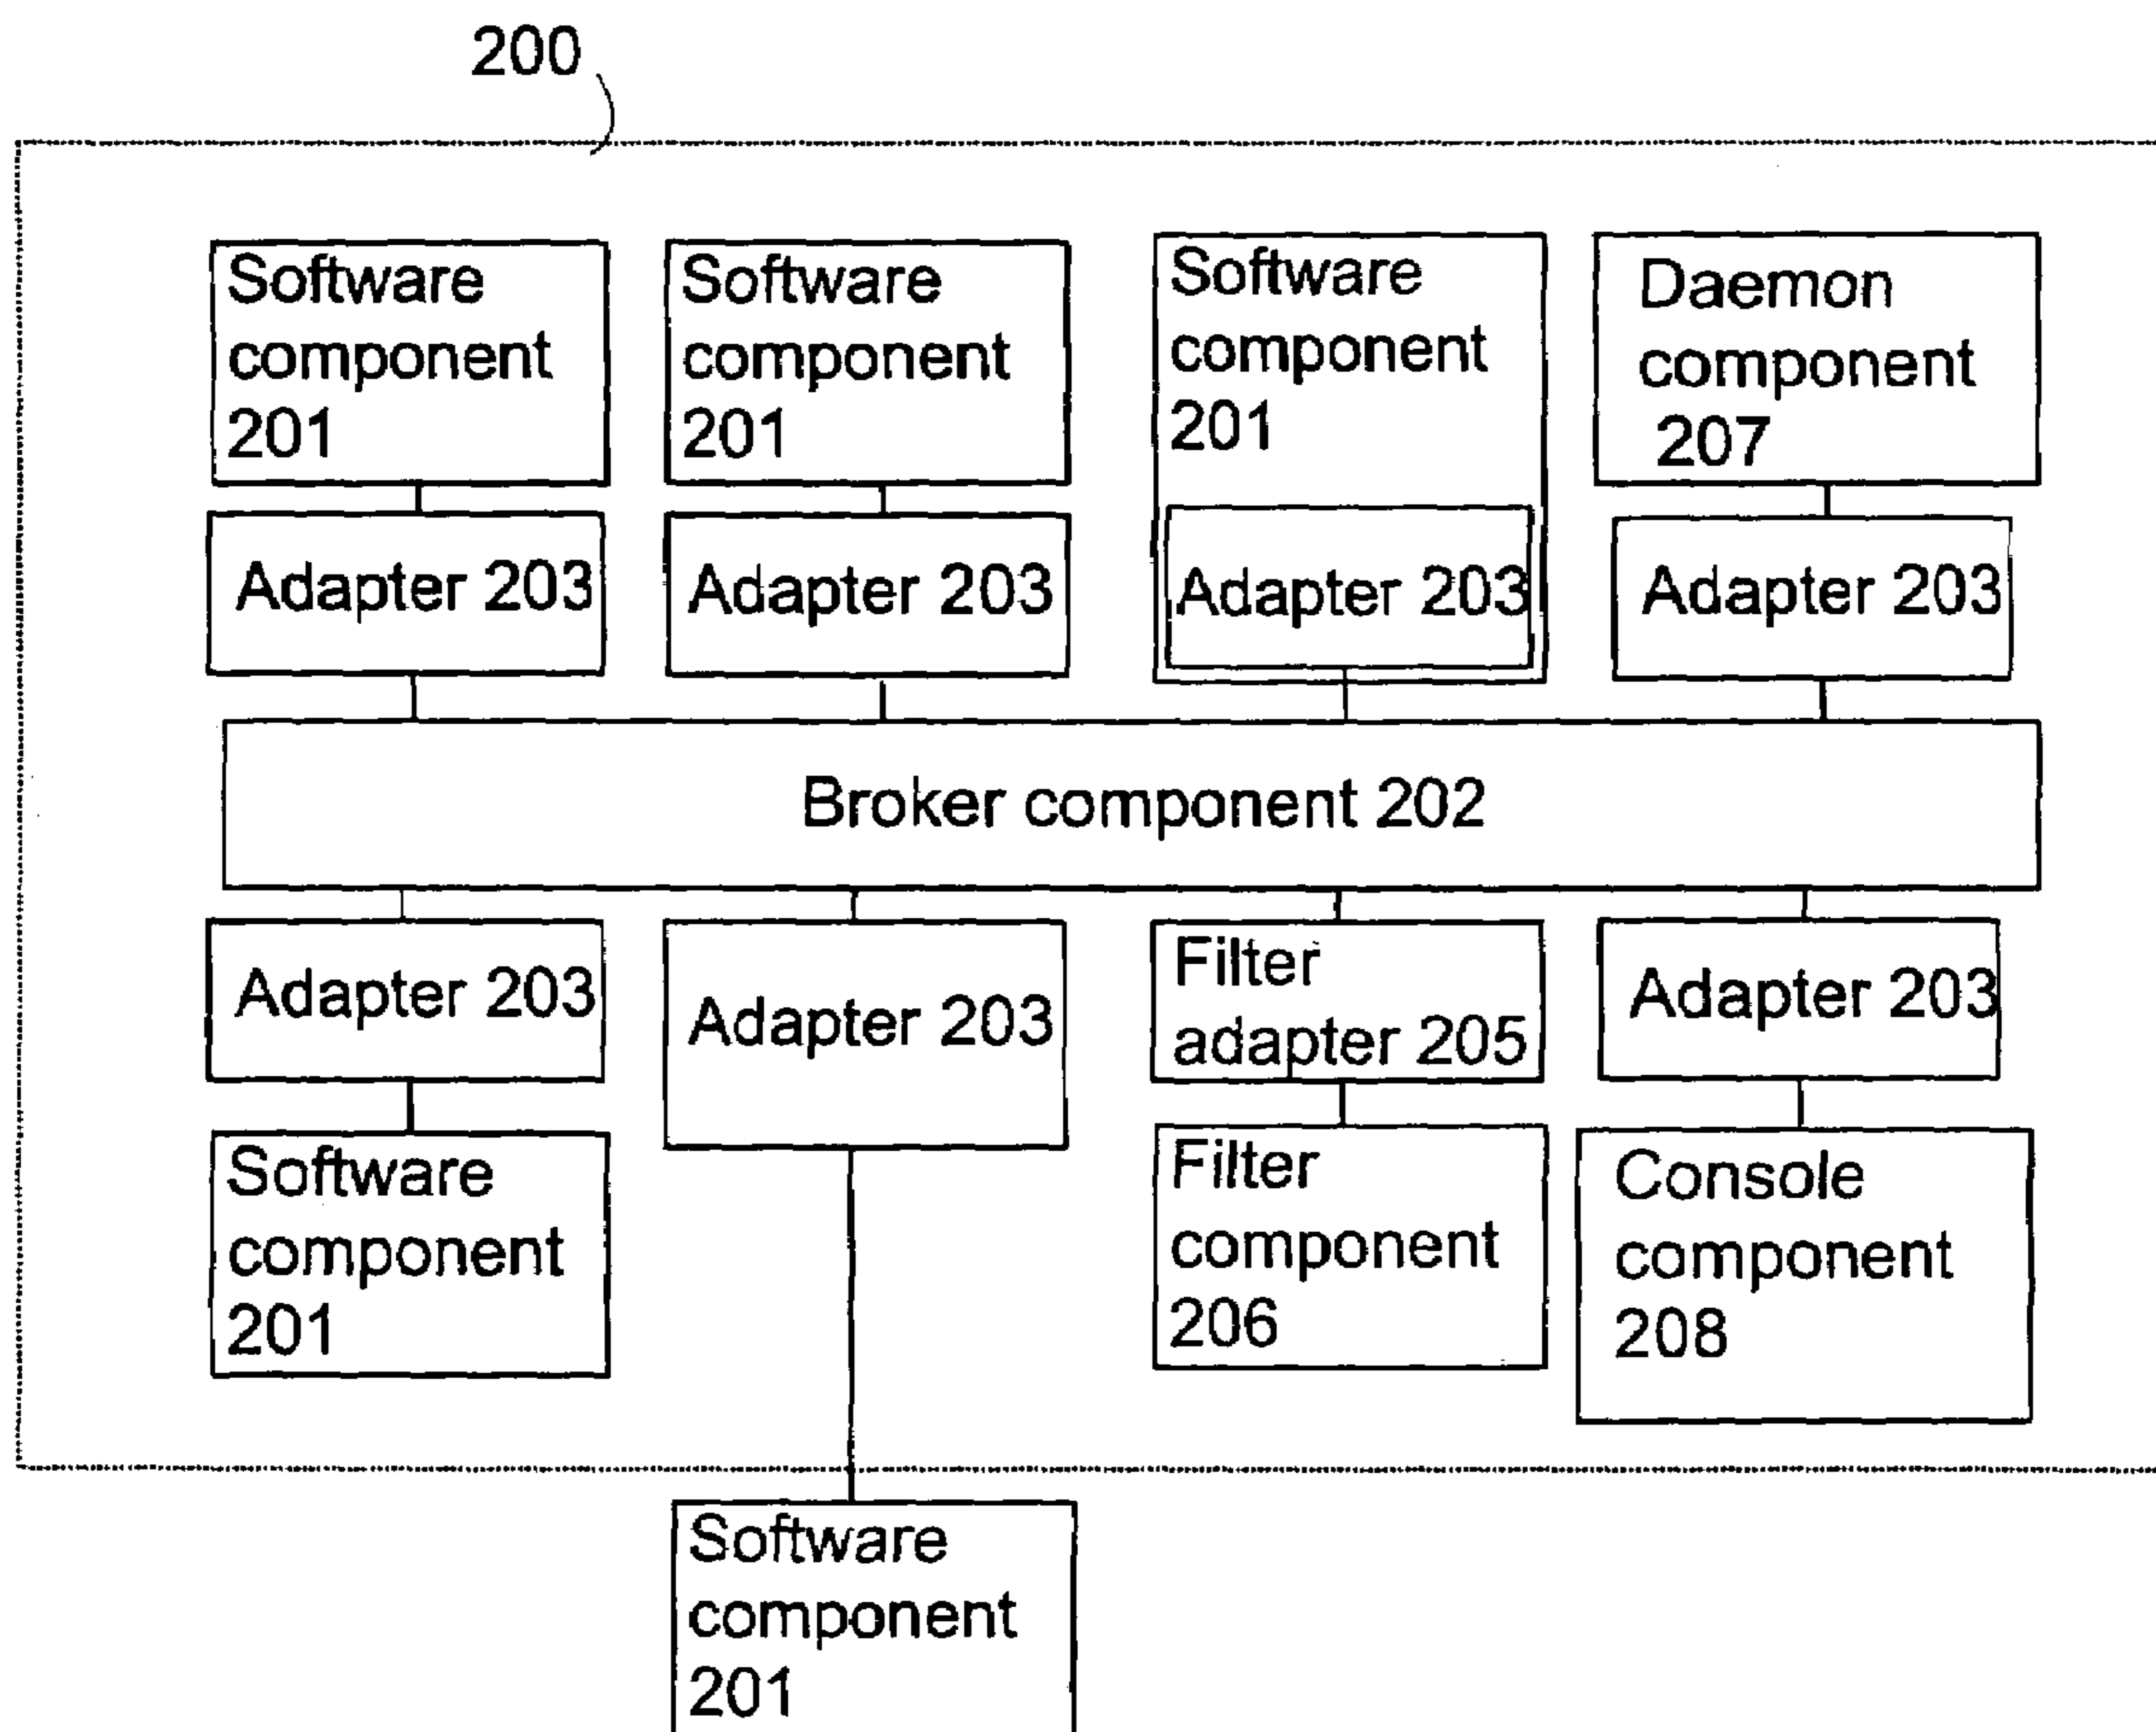 200
Software
component
201
Software
component
201
Software
component
201
Daemon
component
207
Adapter 203
Adapter 203
Adapter 203
Adapter 203
Broker component 202
Adapter 203
Adapter 203
Filter
adapter 205
Adapter 203
Software
component
201
Filter
component
206
Console
component
208
Software
component
201